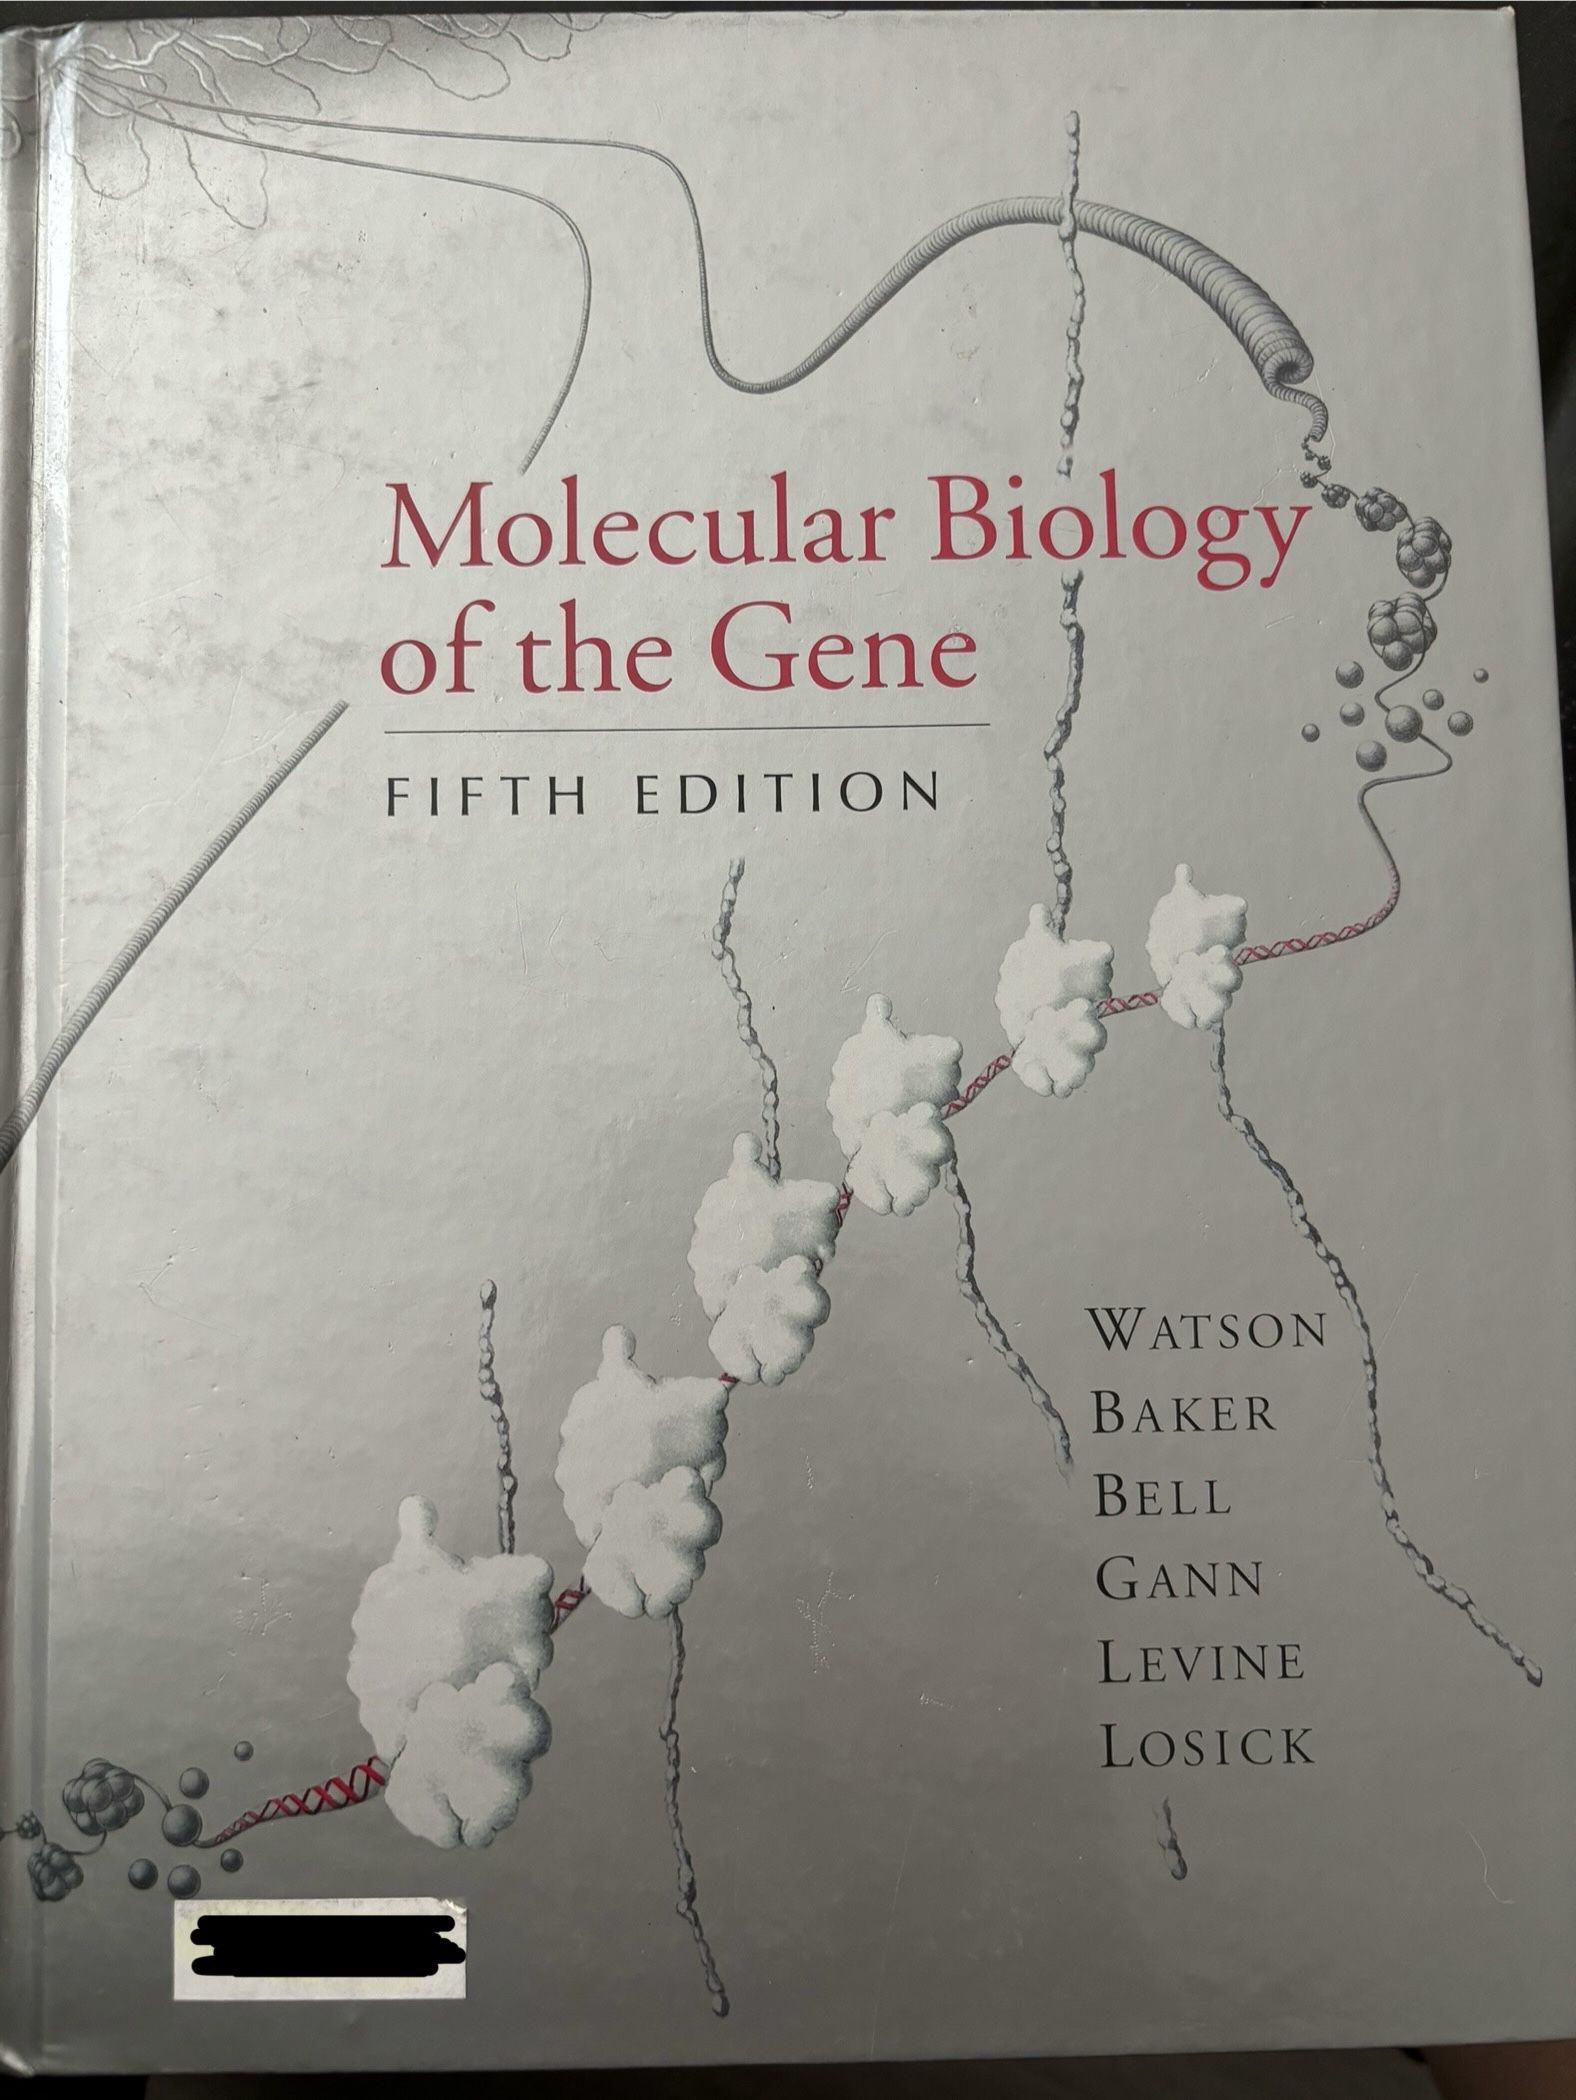 Molecular Biology
of the Gene
FIFTH EDITION
WATSON
BAKER
BELL
GANN
LEVINE
LOSICK